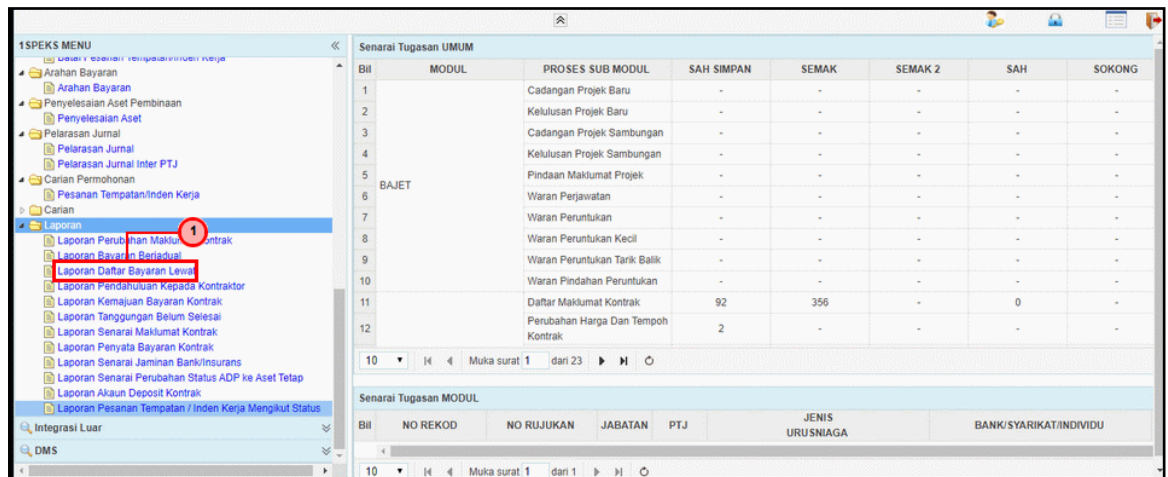 1SPEKS MENU
Arahan Bayaran
Arahan Bayaran
Penyelesaian Aset Pembinaan
Penyelesaian Aset
Pelarasan Jurnal
Pelarasan Jurnal
Pelarasan Jurnal Inter PTJ
Carian Permohonan
Pesanan Tempatan/Inden Kerja
Carian
Laporan
1
Laporan Perubahan Maklumat Kontrak
Laporan Bayaran Berjadual
Laporan Daftar Bayaran Lewat
Laporan Pendahuluan Kepada Kontraktor
Laporan Kemajuan Bayaran Kontrak
Laporan Tanggungan Belum Selesai
Laporan Senarai Maklumat Kontrak
Laporan Penyata Bayaran Kontrak
Laporan Senarai Jaminan Bank/Insurans
Laporan Senarai Perubahan Status ADP ke Aset Tetap
Laporan Akaun Deposit Kontrak
Laporan Pesanan Tempatan / Inden Kerja Mengikut Status
Integrasi Luar
DMS
Senarai Tugasan UMUM
Bil MODUL PROSES SUB MODUL SAH SIMPAN SEMAK SEMAK 2 SAH SOKONG
1 Cadangan Projek Baru - - - - -
2 Kelulusan Projek Baru - - - - -
3 Cadangan Projek Sambungan - - - - -
4 Kelulusan Projek Sambungan - - - - -
5 Pindaan Maklumat Projek - - - - -
BAJET
6 Waran Perjawatan - - - - -
7 Waran Peruntukan - - - - -
8 Waran Peruntukan Kecil - - - - -
9 Waran Peruntukan Tarik Balik - - - - -
10 Waran Pindahan Peruntukan - - - - -
11 Daftar Maklumat Kontrak 92 356 - 0 -
12 Perubahan Harga Dan Tempoh Kontrak 2 - - - -
10 Muka surat 1 dari 23
Senarai Tugasan MODUL
Bil NO REKOD NO RUJUKAN JABATAN PTJ JENIS URUSNIAGA BANK/SYARIKAT/INDIVIDU
10 Muka surat 1 dari 1